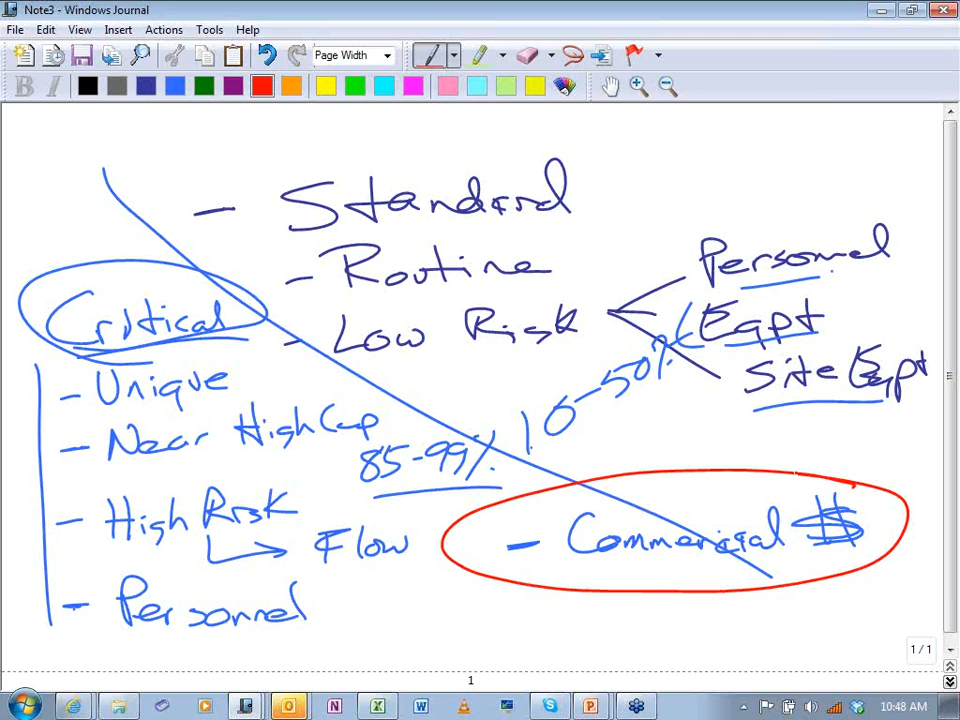 Note3 - Windows Journal
File Edit View Insert Actions Tools Help
Page Width
B I
- Standard
- Routine
- Low Risk
Personnel
Eqpt
Site Eqpt
Critical
- Unique
- Near High Cap
- High Risk
Flow
- Personnel
85-99%
10-50%
- Commercial $
1 / 1
1
10:48 AM